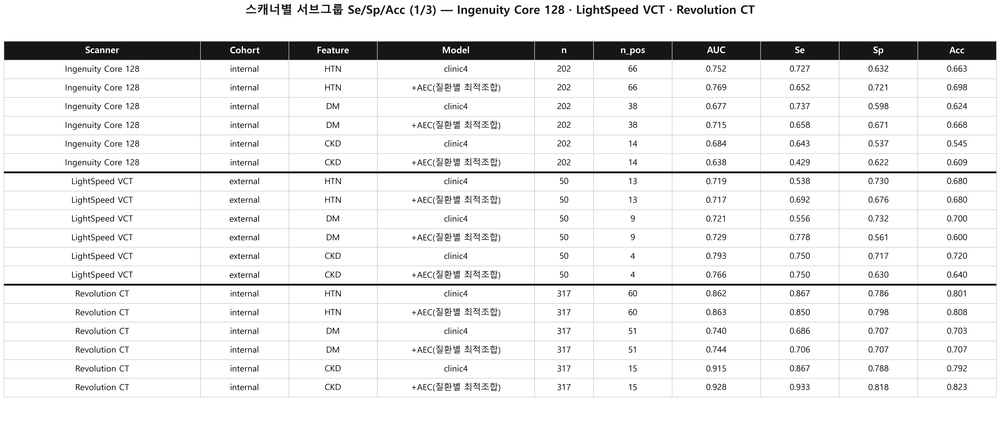 스캐너별 서브그룹 Se/Sp/Acc (1/3) — Ingenuity Core 128 · LightSpeed VCT · Revolution CT
Scanner Cohort Feature Model n n_pos AUC Se Sp Acc
Ingenuity Core 128 internal HTN clinic4 202 66 0.752 0.727 0.632 0.663
Ingenuity Core 128 internal HTN +AEC(질환별 최적조합) 202 66 0.769 0.652 0.721 0.698
Ingenuity Core 128 internal DM clinic4 202 38 0.677 0.737 0.598 0.624
Ingenuity Core 128 internal DM +AEC(질환별 최적조합) 202 38 0.715 0.658 0.671 0.668
Ingenuity Core 128 internal CKD clinic4 202 14 0.684 0.643 0.537 0.545
Ingenuity Core 128 internal CKD +AEC(질환별 최적조합) 202 14 0.638 0.429 0.622 0.609
LightSpeed VCT external HTN clinic4 50 13 0.719 0.538 0.730 0.680
LightSpeed VCT external HTN +AEC(질환별 최적조합) 50 13 0.717 0.692 0.676 0.680
LightSpeed VCT external DM clinic4 50 9 0.721 0.556 0.732 0.700
LightSpeed VCT external DM +AEC(질환별 최적조합) 50 9 0.729 0.778 0.561 0.600
LightSpeed VCT external CKD clinic4 50 4 0.793 0.750 0.717 0.720
LightSpeed VCT external CKD +AEC(질환별 최적조합) 50 4 0.766 0.750 0.630 0.640
Revolution CT internal HTN clinic4 317 60 0.862 0.867 0.786 0.801
Revolution CT internal HTN +AEC(질환별 최적조합) 317 60 0.863 0.850 0.798 0.808
Revolution CT internal DM clinic4 317 51 0.740 0.686 0.707 0.703
Revolution CT internal DM +AEC(질환별 최적조합) 317 51 0.744 0.706 0.707 0.707
Revolution CT internal CKD clinic4 317 15 0.915 0.867 0.788 0.792
Revolution CT internal CKD +AEC(질환별 최적조합) 317 15 0.928 0.933 0.818 0.823